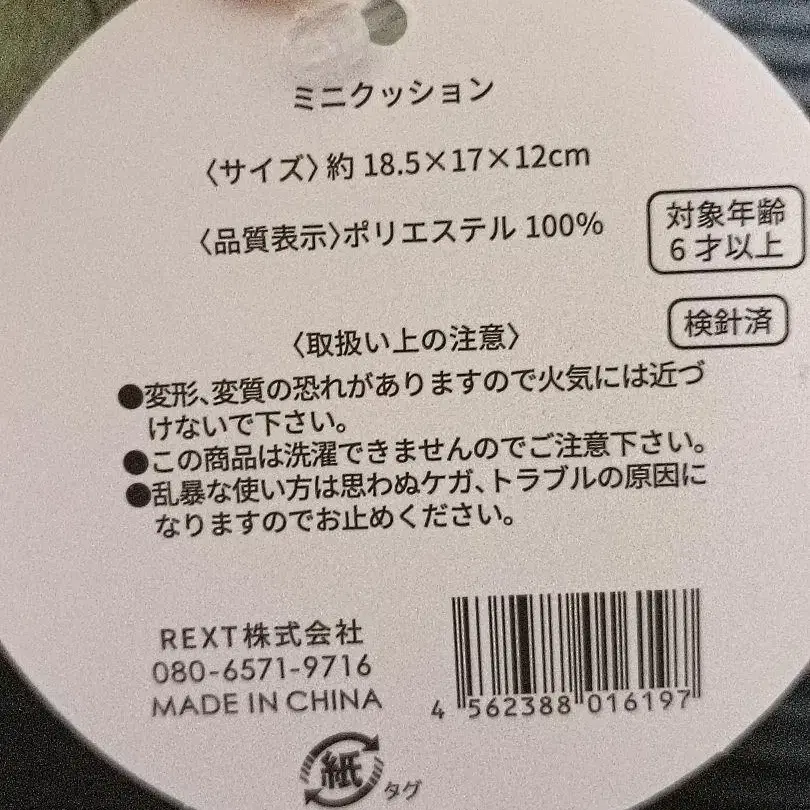 ミニクッション
〈サイズ〉約 18.5×17×12cm
〈品質表示〉ポリエステル 100%
対象年齢
6才以上
検針済
〈取扱い上の注意〉
●変形、変質の恐れがありますので火気には近づ
けないで下さい。
●この商品は洗濯できませんのでご注意下さい。
●乱暴な使い方は思わぬケガ、トラブルの原因に
なりますのでお止めください。
REXT株式会社
080-6571-9716
MADE IN CHINA
4 562388 016197
紙
タグ